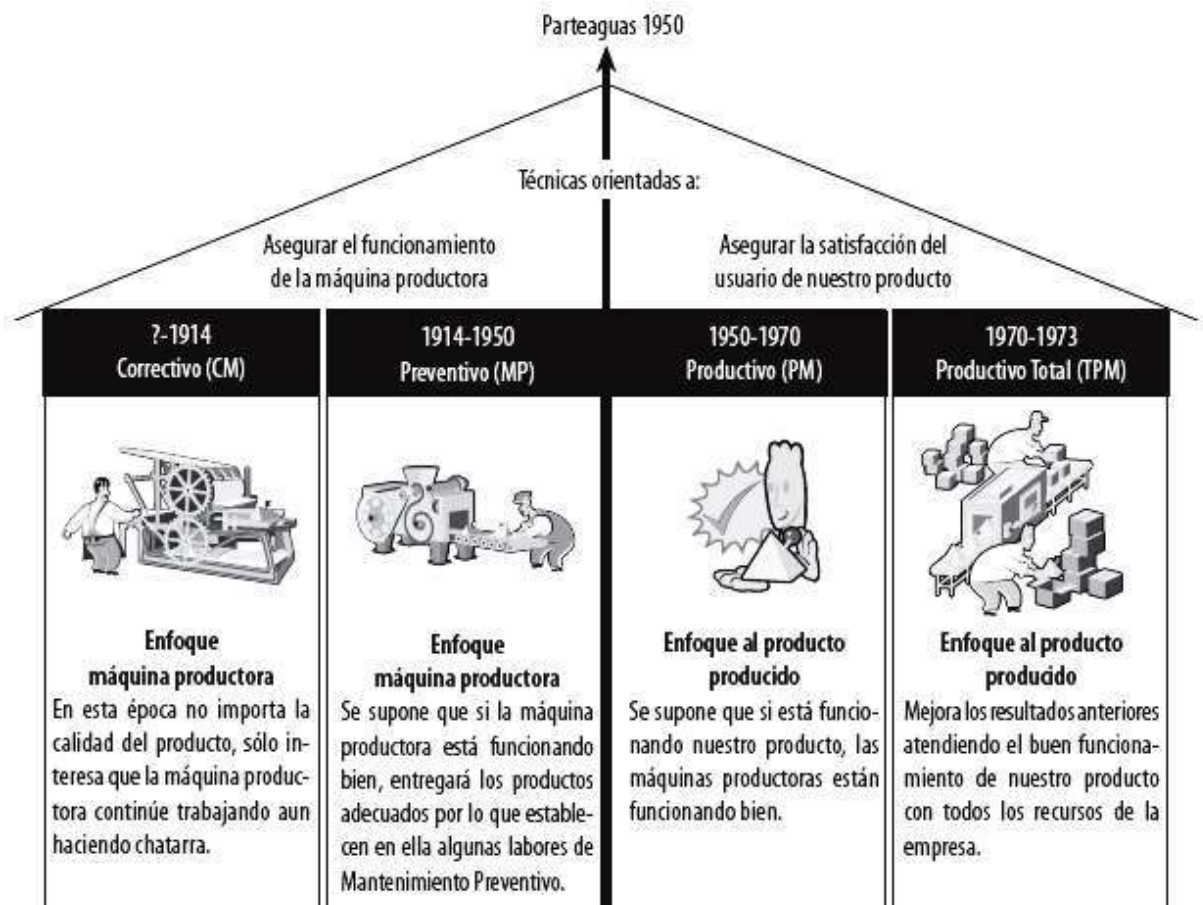 Parteaguas 1950
Técnicas orientadas a:
Asegurar el funcionamiento
de la máquina productora
Asegurar la satisfacción del
usuario de nuestro producto
?-1914
Correctivo (CM)
1914-1950
Preventivo (MP)
1950-1970
Productivo (PM)
1970-1973
Productivo Total (TPM)
Enfoque
máquina productora
En esta época no importa la
calidad del producto, sólo in-
teresa que la máquina produc-
tora continúe trabajando aun
haciendo chatarra.
Enfoque
máquina productora
Se supone que si la máquina
productora está funcionando
bien, entregará los productos
adecuados por lo que estable-
cen en ella algunas labores de
Mantenimiento Preventivo.
Enfoque al producto
producido
Se supone que si está funcio-
nando nuestro producto, las
máquinas productoras están
funcionando bien.
Enfoque al producto
producido
Mejora los resultados anteriores
atendiendo el buen funciona-
miento de nuestro producto
con todos los recursos de la
empresa.